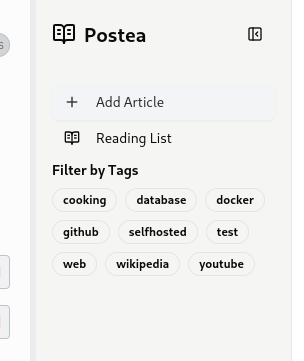 Postea
Add Article
Reading List
Filter by Tags
cooking database docker
github selfhosted test
web wikipedia youtube